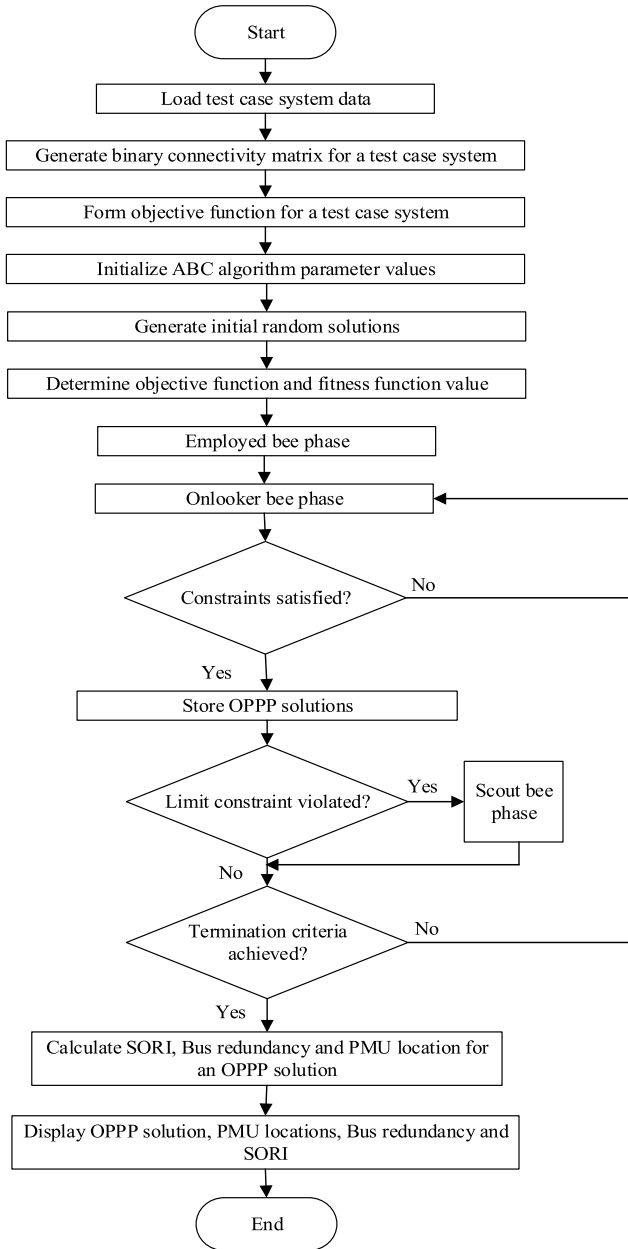 Start
Load test case system data
Generate binary connectivity matrix for a test case system
Form objective function for a test case system
Initialize ABC algorithm parameter values
Generate initial random solutions
Determine objective function and fitness function value
Employed bee phase
Onlooker bee phase
Constraints satisfied?
No
Yes
Store OPPP solutions
Limit constraint violated?
Yes
Scout bee
phase
No
Termination criteria
achieved?
No
Yes
Calculate SORI, Bus redundancy and PMU location for
an OPPP solution
Display OPPP solution, PMU locations, Bus redundancy and
SORI
End